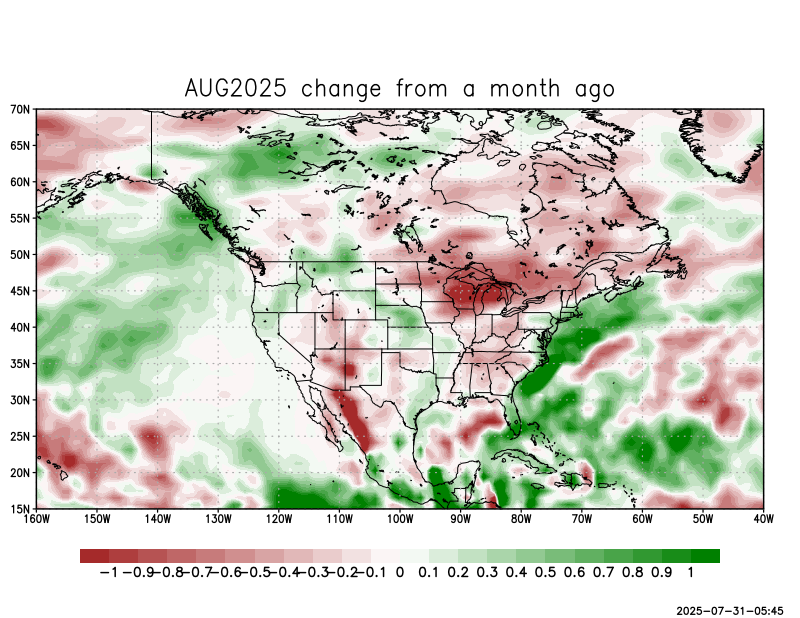 AUG2025 change from a month ago
70N
65N
60N
55N
50N
45N
40N
35N
30N
25N
20N
15N
160W 150W 140W 130W 120W 110W 100W 90W 80W 70W 60W 50W 40W
-1 -0.9 -0.8 -0.7 -0.6 -0.5 -0.4 -0.3 -0.2 -0.1 0 0.1 0.2 0.3 0.4 0.5 0.6 0.7 0.8 0.9 1
2025-07-31-05:45